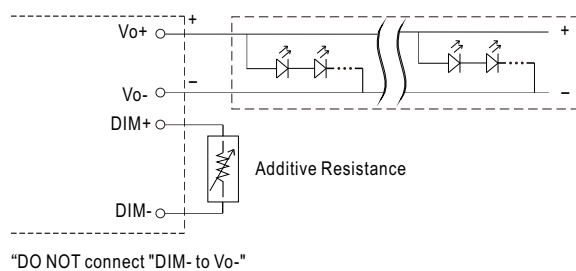 Vo+
+
+
Vo-
−
−
DIM+
Additive Resistance
DIM-
“DO NOT connect "DIM- to Vo-"